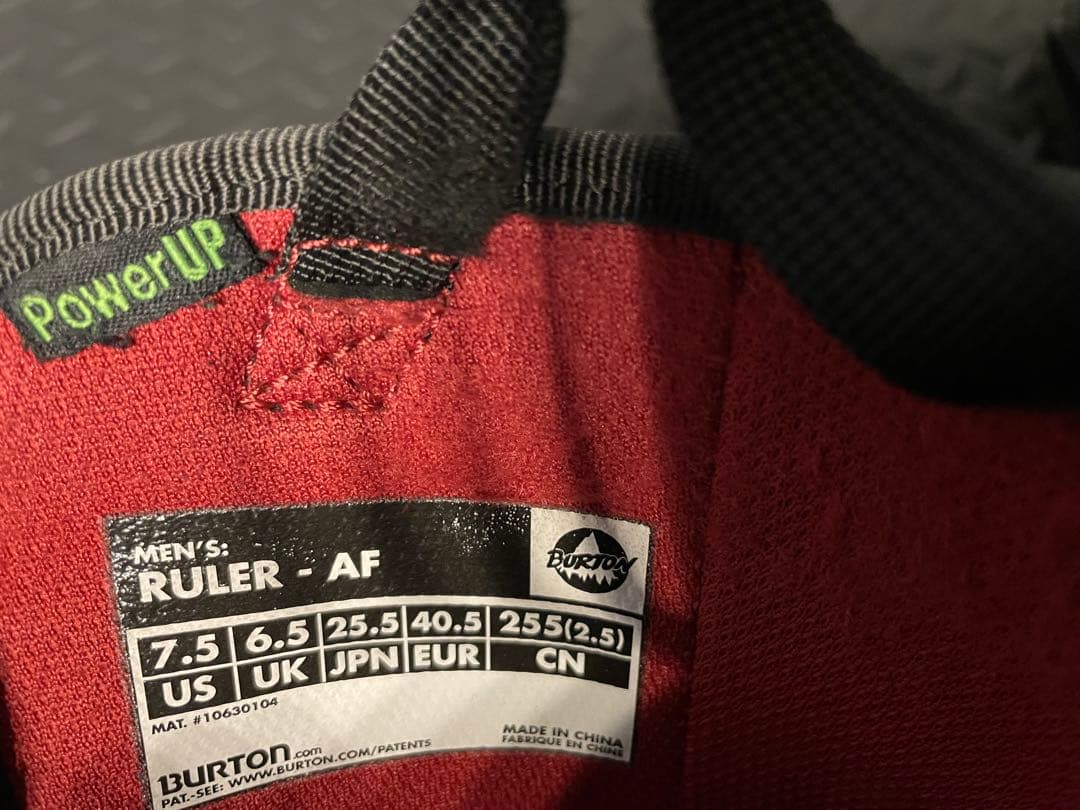 PowerUP
MEN'S:
RULER - AF
BURTON
7.5 6.5 25.5 40.5 255(2.5)
US UK JPN EUR CN
MAT. #10630104
BURTON.com
PAT.-SEE: WWW.BURTON.COM/PATENTS
MADE IN CHINA
FABRIQUE EN CHINE